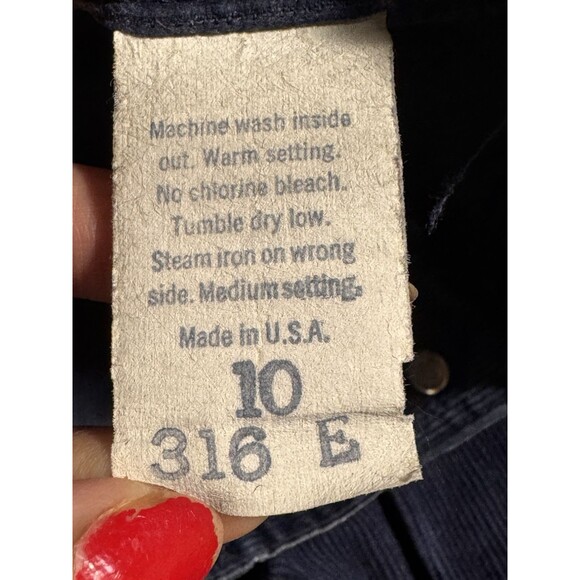 Machine wash inside
out. Warm setting.
No chlorine bleach.
Tumble dry low.
Steam iron on wrong
side. Medium setting.
Made in U.S.A.
10
316 E